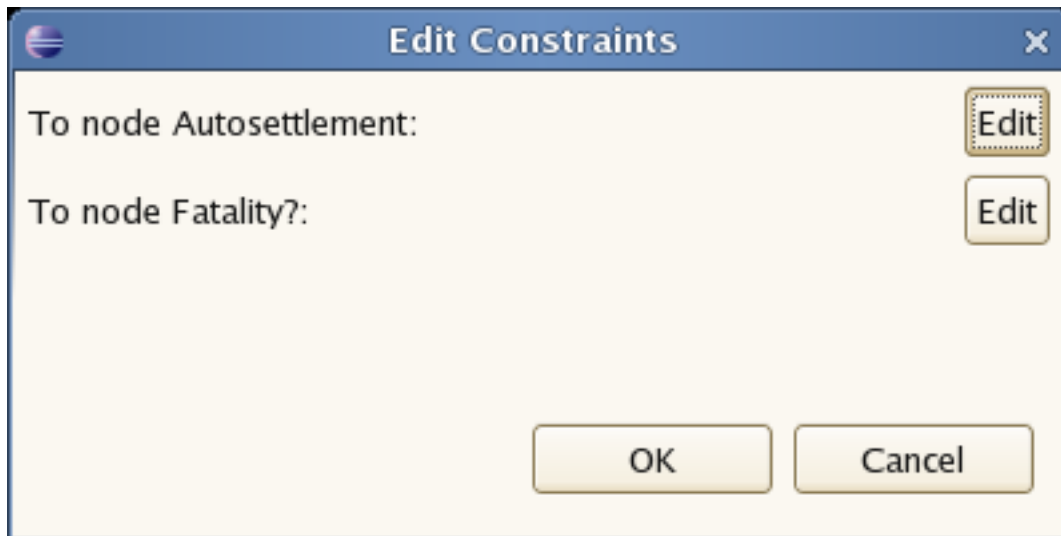 Edit Constraints
To node Autosettlement: Edit
To node Fatality?: Edit
OK Cancel